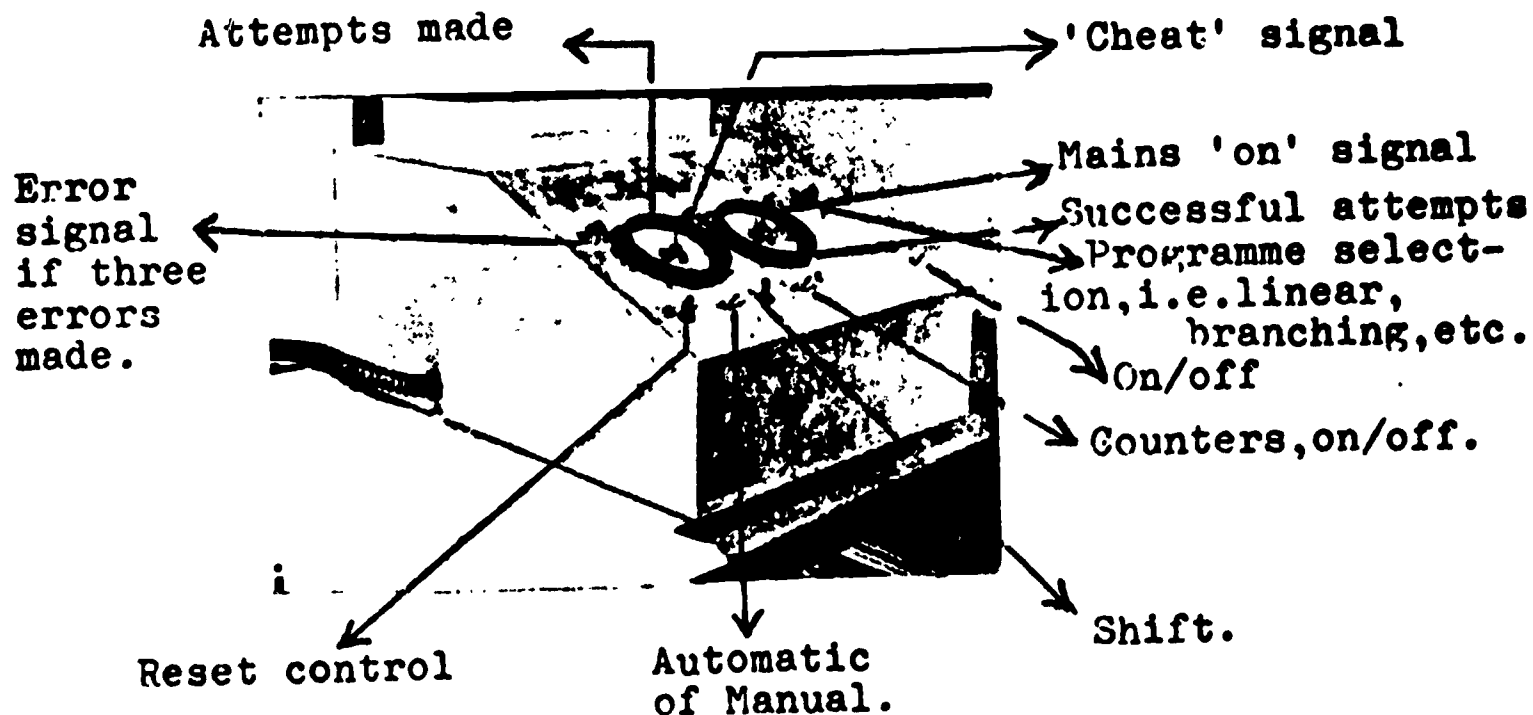 Attempts made
'Cheat' signal
Mains 'on' signal
Error
signal
if three
errors
made.
Successful attempts
Programme select-
ion,i.e.linear,
branching,etc.
On/off
Counters,on/off.
Shift.
Reset control
Automatic
of Manual.
i